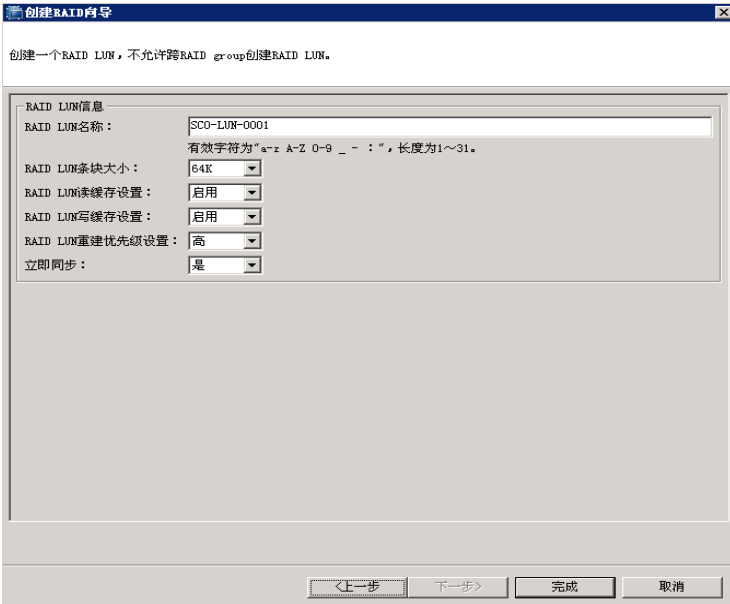 创建RAID向导
创建一个RAID LUN，不允许跨RAID group创建RAID LUN。
RAID LUN信息
RAID LUN名称： SCO-LUN-0001
有效字符为"a-z A-Z 0-9 _ - ："，长度为1～31。
RAID LUN条块大小： 64K
RAID LUN读缓存设置： 启用
RAID LUN写缓存设置： 启用
RAID LUN重建优先级设置： 高
立即同步： 是
<上一步 下一步> 完成 取消